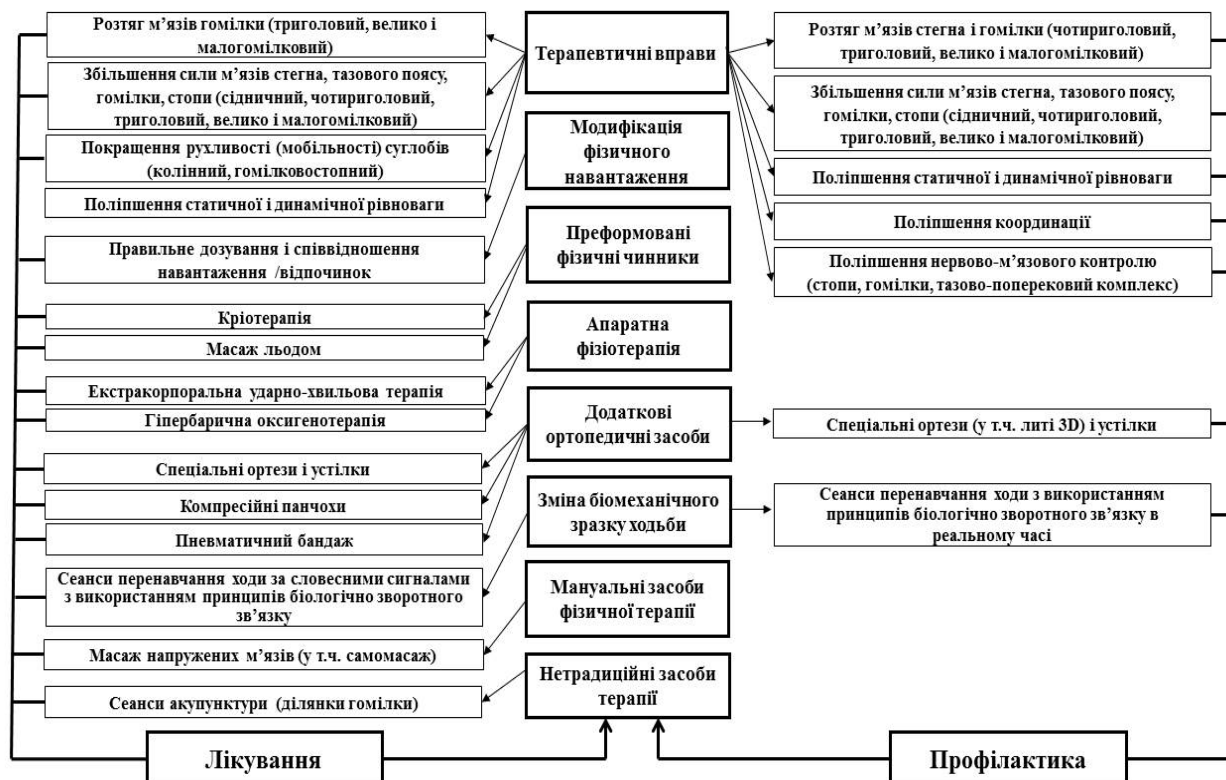 Розтяг м’язів гомілки (триголовий, велико і
малогомілковий)
Збільшення сили м’язів стегна, тазового поясу,
гомілки, стопи (сідничний, чотириголовий,
триголовий, велико і малогомілковий)
Покращення рухливості (мобільності) суглобів
(колінний, гомілковостопний)
Поліпшення статичної і динамічної рівноваги
Правильне дозування і співвідношення
навантаження /відпочинок
Кріотерапія
Масаж льодом
Екстракорпоральна ударно-хвильова терапія
Гіпербарична оксигенотерапія
Спеціальні ортези і устілки
Компресійні панчохи
Пневматичний бандаж
Сеанси перенавчання ходи за словесними сигналами
з використанням принципів біологічно зворотного
зв’язку
Масаж напружених м’язів (у т.ч. самомасаж)
Сеанси акупунктури (ділянки гомілки)
Терапевтичні вправи
Модифікація
фізичного
навантаження
Преформовані
фізичні чинники
Апаратна
фізіотерапія
Додаткові
ортопедичні засоби
Зміна біомеханічного
зразку ходьби
Мануальні засоби
фізичної терапії
Нетрадиційні засоби
терапії
Розтяг м’язів стегна і гомілки (чотириголовий,
триголовий, велико і малогомілковий)
Збільшення сили м’язів стегна, тазового поясу,
гомілки, стопи (сідничний, чотириголовий,
триголовий, велико і малогомілковий)
Поліпшення статичної і динамічної рівноваги
Поліпшення координації
Поліпшення нервово-м’язового контролю
(стопи, гомілки, тазово-поперековий комплекс)
Спеціальні ортези (у т.ч. литі 3D) і устілки
Сеанси перенавчання ходи з використанням
принципів біологічно зворотного зв’язку в
реальному часі
Лікування
Профілактика